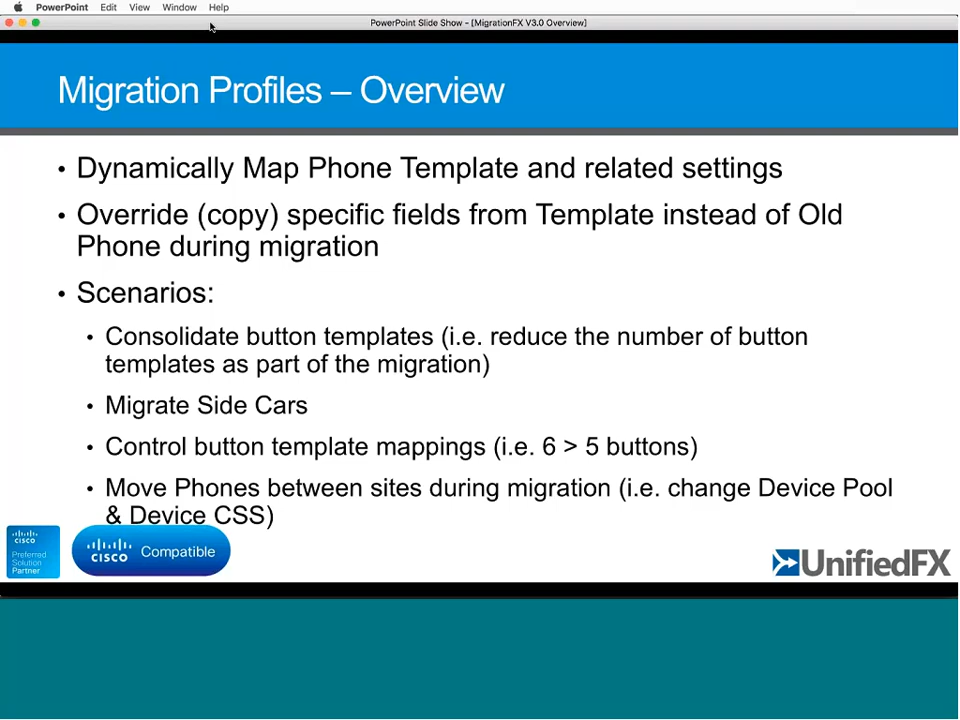 PowerPoint Edit View Window Help
PowerPoint Slide Show - [MigrationFX V3.0 Overview]
Migration Profiles – Overview
• Dynamically Map Phone Template and related settings
• Override (copy) specific fields from Template instead of Old
Phone during migration
• Scenarios:
• Consolidate button templates (i.e. reduce the number of button
templates as part of the migration)
• Migrate Side Cars
• Control button template mappings (i.e. 6 > 5 buttons)
• Move Phones between sites during migration (i.e. change Device Pool
& Device CSS)
CISCO
Preferred
Solution
Partner
CISCO Compatible
UnifiedFX